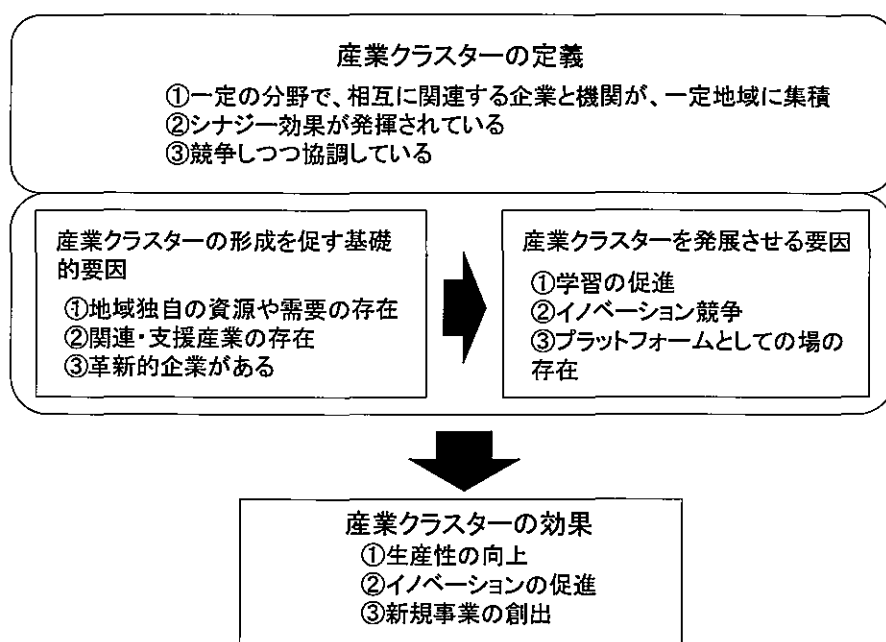 産業クラスターの定義
①一定の分野で、相互に関連する企業と機関が、一定地域に集積
②シナジー効果が発揮されている
③競争しつつ協調している
産業クラスターの形成を促す基礎
的要因
①地域独自の資源や需要の存在
②関連・支援産業の存在
③革新的企業がある
産業クラスターを発展させる要因
①学習の促進
②イノベーション競争
③プラットフォームとしての場の
存在
産業クラスターの効果
①生産性の向上
②イノベーションの促進
③新規事業の創出